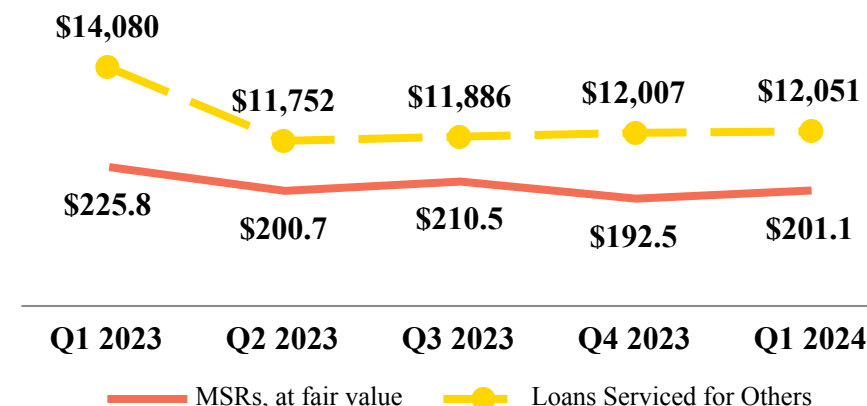 $14,080
$11,752 $11,886 $12,007 $12,051
$225.8 $200.7 $210.5 $192.5 $201.1
Q1 2023 Q2 2023 Q3 2023 Q4 2023 Q1 2024
MSRs, at fair value Loans Serviced for Others